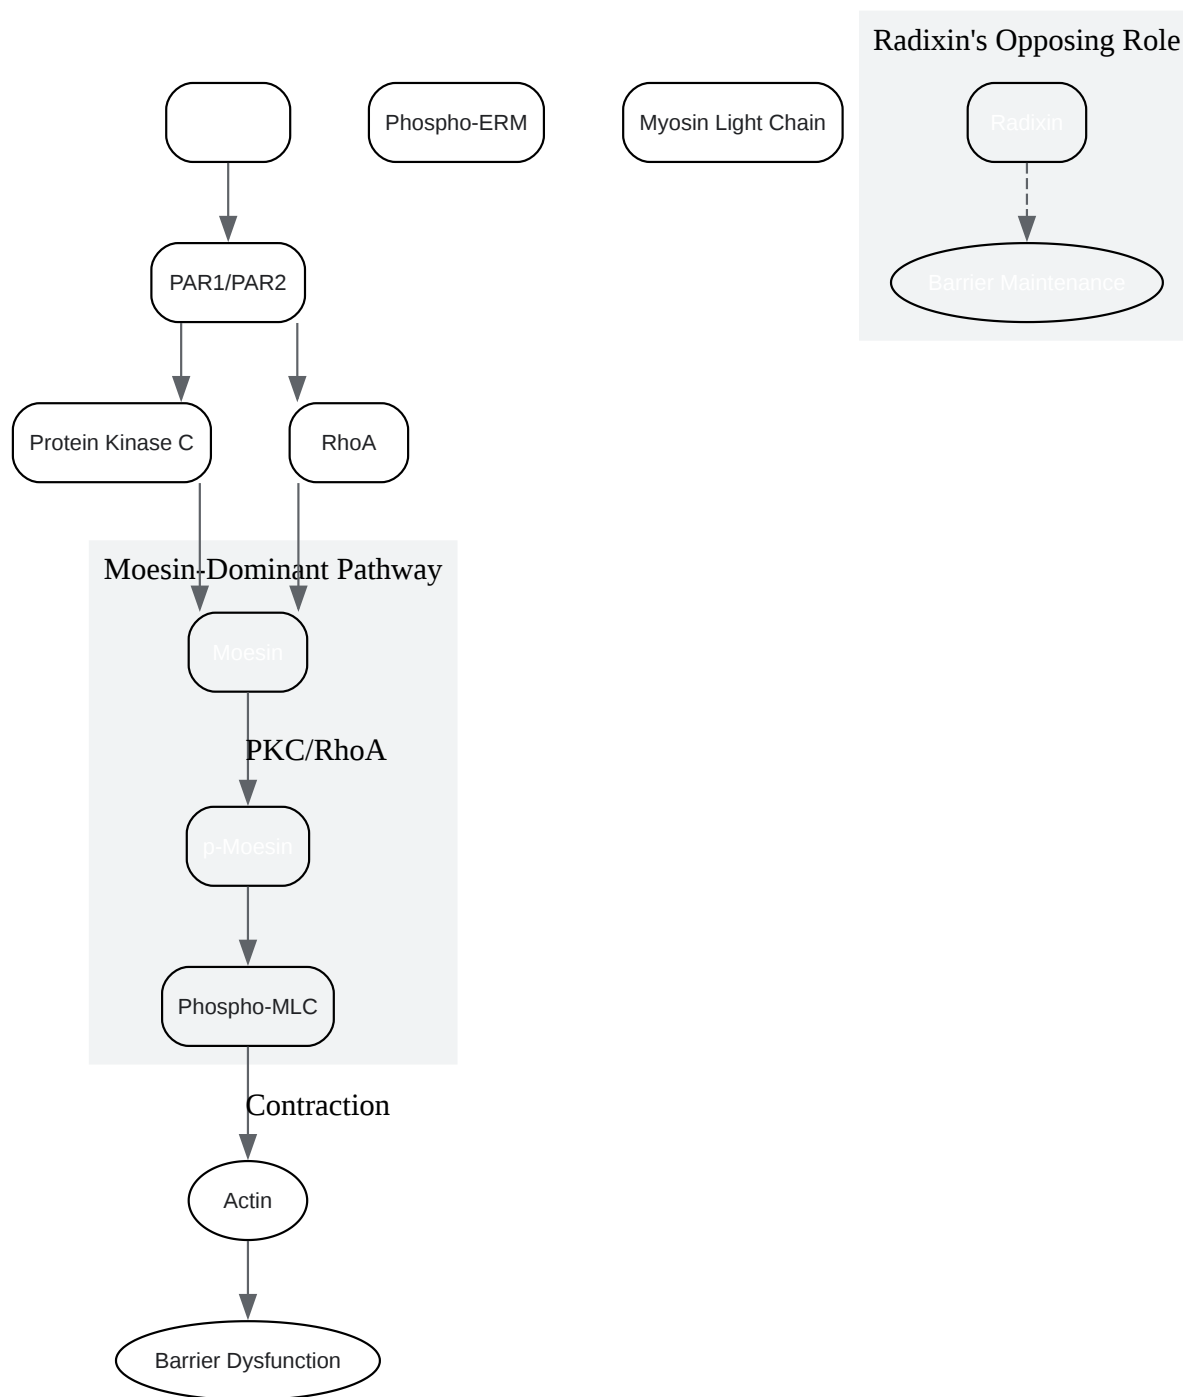 Radixin's Opposing Role
Phospho-ERM
Myosin Light Chain
Radixin
PAR1/PAR2
Barrier Maintenance
Protein Kinase C
RhoA
Moesin-Dominant Pathway
Moesin
PKC/RhoA
p-Moesin
Phospho-MLC
Contraction
Actin
Barrier Dysfunction